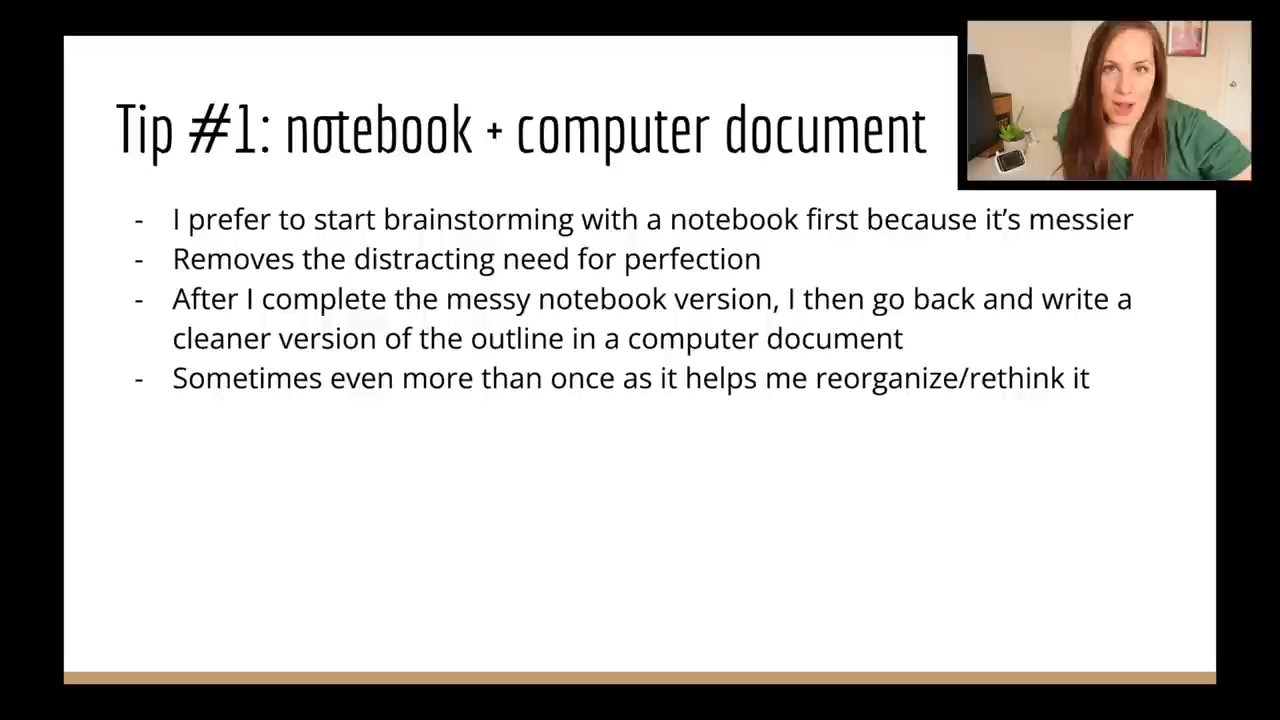 Tip #1: notebook + computer document
- I prefer to start brainstorming with a notebook first because it's messier
- Removes the distracting need for perfection
- After I complete the messy notebook version, I then go back and write a
cleaner version of the outline in a computer document
- Sometimes even more than once as it helps me reorganize/rethink it